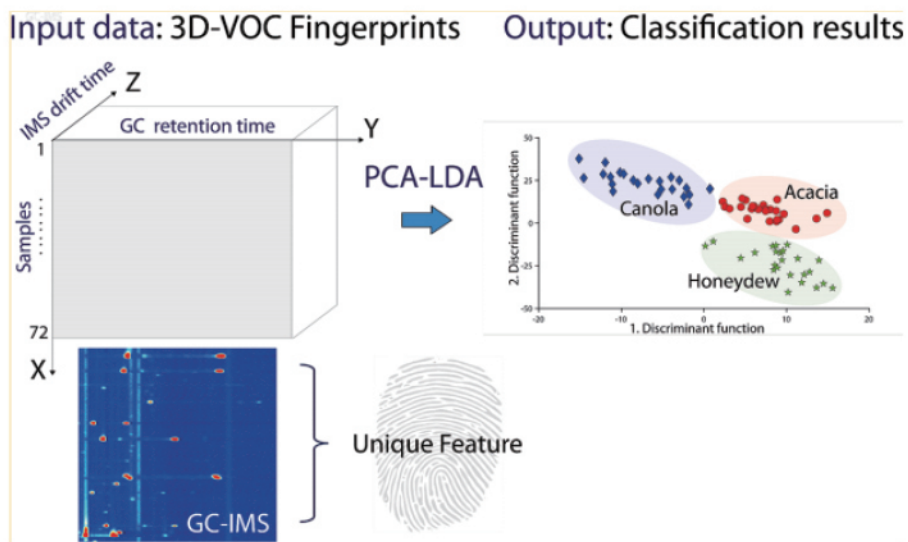 GC-IMS
Input data: 3D-VOC Fingerprints
Output: Classification results
Z
IMS drift time
GC retention time
Y
1
Samples
72
X
PCA-LDA
50
25
0
-25
-50
2. Discriminant function
Canola
Acacia
Honeydew
-20
-10
0
10
20
1. Discriminant function
Unique Feature
GC-IMS